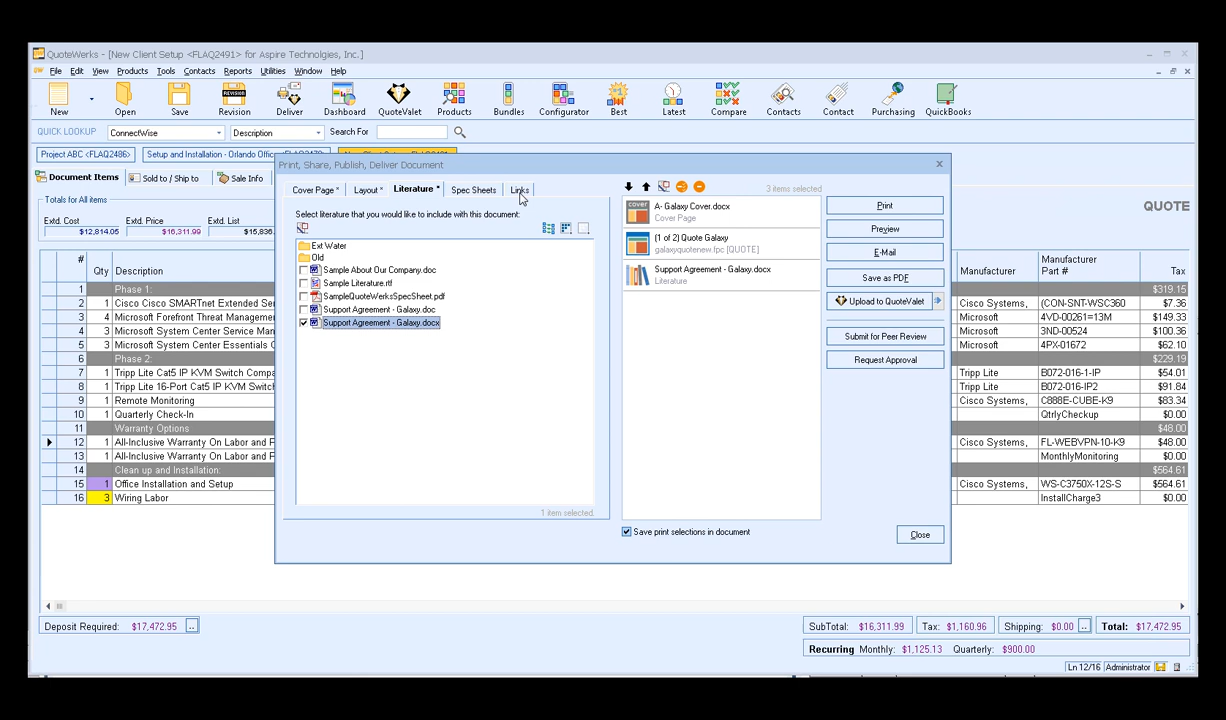 QuoteWerks - [New Client Setup <FLAQ2491> for Aspire Technolgies, Inc.]
File Edit View Products Tools Contacts Reports Utilities Window Help
REVISION
New Open Save Revision Deliver Dashboard QuoteValet Products Bundles Configurator Best Latest Compare Contacts Contact Purchasing QuickBooks
QUICK LOOKUP ConnectWise Description Search For
Project ABC <FLAQ2486> Setup and Installation - Orlando Offic
Print, Share, Publish, Deliver Document
Document Items Sold to / Ship to Sale Info
Cover Page * Layout * Literature * Spec Sheets Links
3 items selected
Totals for All items
Extd. Cost Extd. Price Extd. List
$12,814.05 $16,311.99 $15,836.
QUOTE
Select literature that you would like to include with this document:
Ext Water
Old
Sample About Our Company.doc
Sample Literature.rtf
SampleQuoteWerksSpecSheet.pdf
Support Agreement - Galaxy.doc
Support Agreement - Galaxy.docx
1 item selected
A- Galaxy Cover.docx
Cover Page
(1 of 2) Quote Galaxy
galaxyquotenew.fpc [QUOTE]
Support Agreement - Galaxy.docx
Literature
Print
Preview
E-Mail
Save as PDF
Upload to QuoteValet
Submit for Peer Review
Request Approval
Save print selections in document
Close
# Qty Description Manufacturer Manufacturer Part # Tax
1 Phase 1: $319.15
2 1 Cisco Cisco SMARTnet Extended Se Cisco Systems, (CON-SNT-WSC360 $7.36
3 4 Microsoft Forefront Threat Managemer Microsoft 4VD-00261=13M $149.33
4 3 Microsoft System Center Service Man Microsoft 3ND-00524 $100.36
5 3 Microsoft System Center Essentials C Microsoft 4PX-01672 $62.10
6 Phase 2: $229.19
7 1 Tripp Lite Cat5 IP KVM Switch Compa Tripp Lite B072-016-1-IP $54.01
8 1 Tripp Lite 16-Port Cat5 IP KVM Switch Tripp Lite B072-016-IP2 $91.84
9 1 Remote Monitoring Cisco Systems, C888E-CUBE-K9 $83.34
10 1 Quarterly Check-In QtrlyCheckup $0.00
11 Warranty Options $48.00
12 1 All-Inclusive Warranty On Labor and F Cisco Systems, FL-WEBVPN-10-K9 $48.00
13 1 All-Inclusive Warranty On Labor and F MonthlyMonitoring $0.00
14 Clean up and Installation: $564.61
15 1 Office Installation and Setup Cisco Systems, WS-C3750X-12S-S $564.61
16 3 Wiring Labor InstallCharge3 $0.00
Deposit Required: $17,472.95 .. SubTotal: $16,311.99 Tax: $1,160.96 Shipping: $0.00 .. Total: $17,472.95
Recurring Monthly: $1,125.13 Quarterly: $900.00
Ln 12/16 Administrator